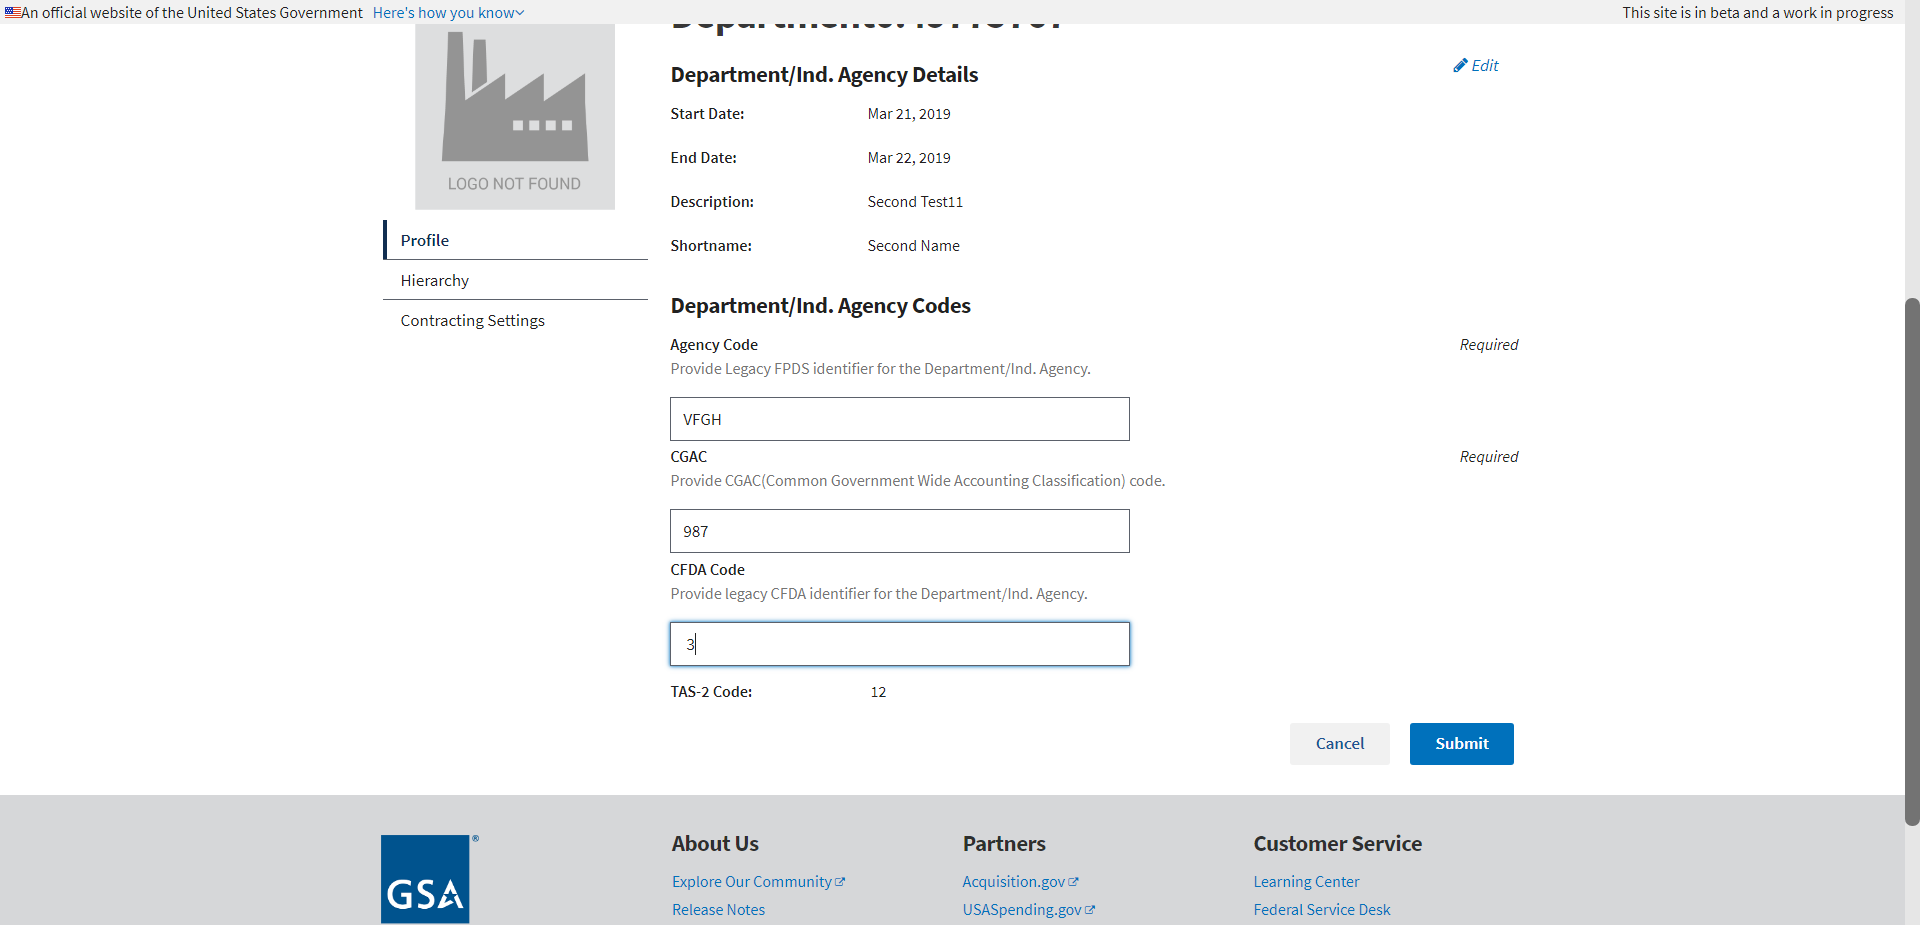 An official website of the United States Government Here's how you know
This site is in beta and a work in progress
LOGO NOT FOUND
Profile
Hierarchy
Contracting Settings
Department/Ind. Agency Details
Edit
Start Date: Mar 21, 2019
End Date: Mar 22, 2019
Description: Second Test11
Shortname: Second Name
Department/Ind. Agency Codes
Agency Code Required
Provide Legacy FPDS identifier for the Department/Ind. Agency.
VFGH
CGAC Required
Provide CGAC(Common Government Wide Accounting Classification) code.
987
CFDA Code
Provide legacy CFDA identifier for the Department/Ind. Agency.
3
TAS-2 Code: 12
Cancel Submit
GSA®
About Us
Explore Our Community
Release Notes
Partners
Acquisition.gov
USASpending.gov
Customer Service
Learning Center
Federal Service Desk